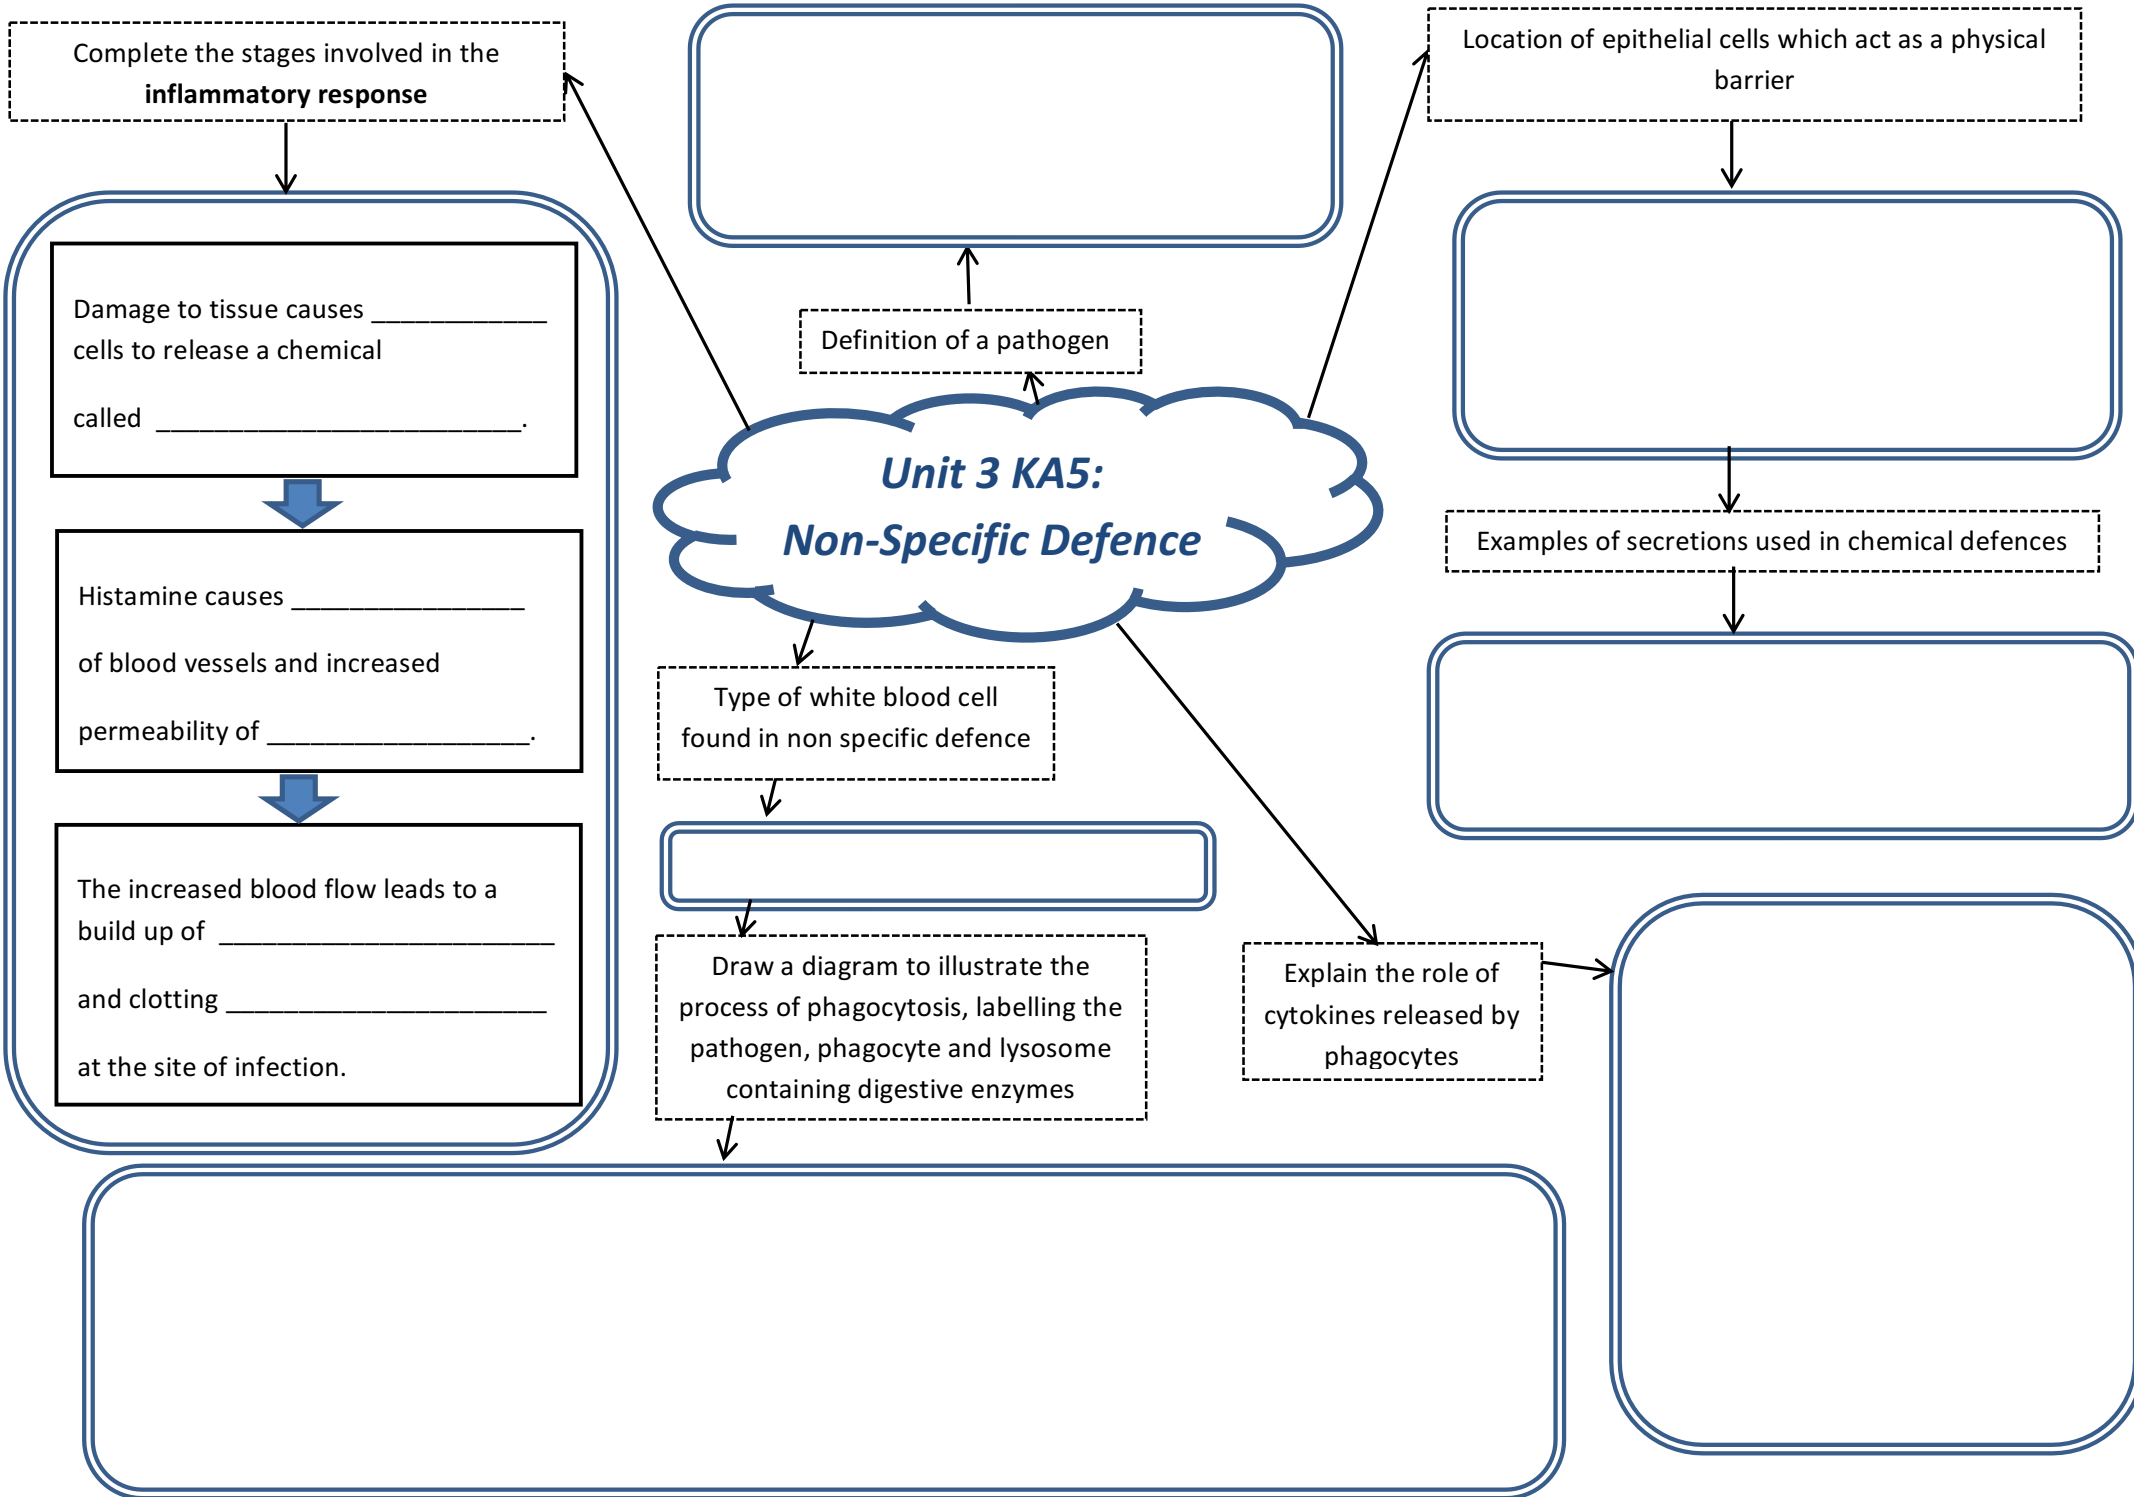 Complete the stages involved in the
inflammatory response
Damage to tissue causes ____________
cells to release a chemical
called _________________________.
Histamine causes ________________
of blood vessels and increased
permeability of __________________.
The increased blood flow leads to a
build up of _______________________
and clotting ______________________
at the site of infection.
Definition of a pathogen
Unit 3 KA5:
Non-Specific Defence
Type of white blood cell
found in non specific defence
Draw a diagram to illustrate the
process of phagocytosis, labelling the
pathogen, phagocyte and lysosome
containing digestive enzymes
Location of epithelial cells which act as a physical
barrier
Examples of secretions used in chemical defences
Explain the role of
cytokines released by
phagocytes